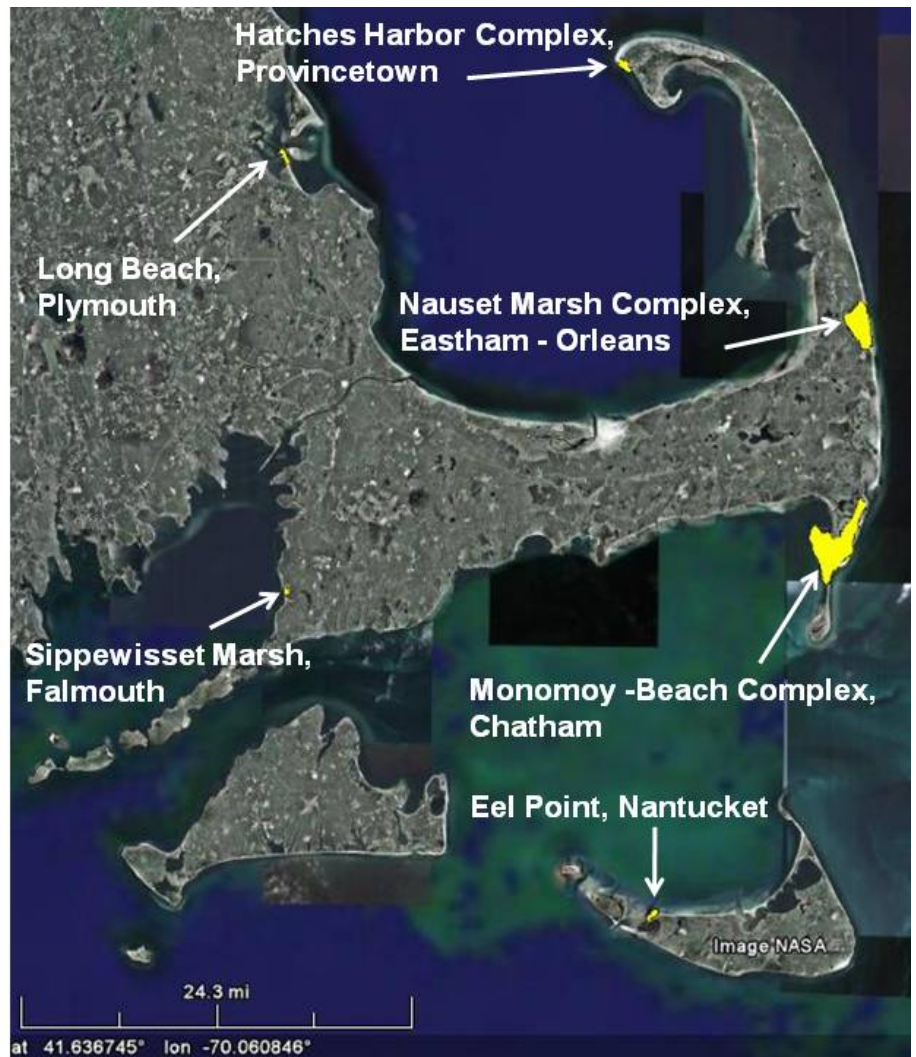 Hatches Harbor Complex,
Provincetown
Long Beach,
Plymouth
Nauset Marsh Complex,
Eastham - Orleans
Sippewisset Marsh,
Falmouth
Monomoy -Beach Complex,
Chatham
Eel Point, Nantucket
Image NASA
24.3 mi
at 41.636745° lon -70.060846°